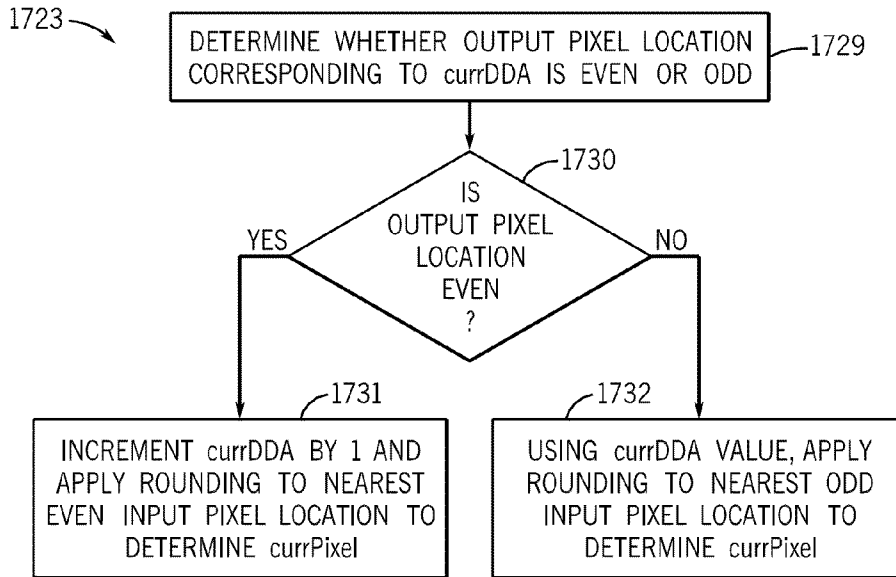 1723
DETERMINE WHETHER OUTPUT PIXEL LOCATION
CORRESPONDING TO currDDA IS EVEN OR ODD
1729
1730
IS
OUTPUT PIXEL
LOCATION
EVEN
?
YES
NO
1731
INCREMENT currDDA BY 1 AND
APPLY ROUNDING TO NEAREST
EVEN INPUT PIXEL LOCATION TO
DETERMINE currPixel
1732
USING currDDA VALUE, APPLY
ROUNDING TO NEAREST ODD
INPUT PIXEL LOCATION TO
DETERMINE currPixel